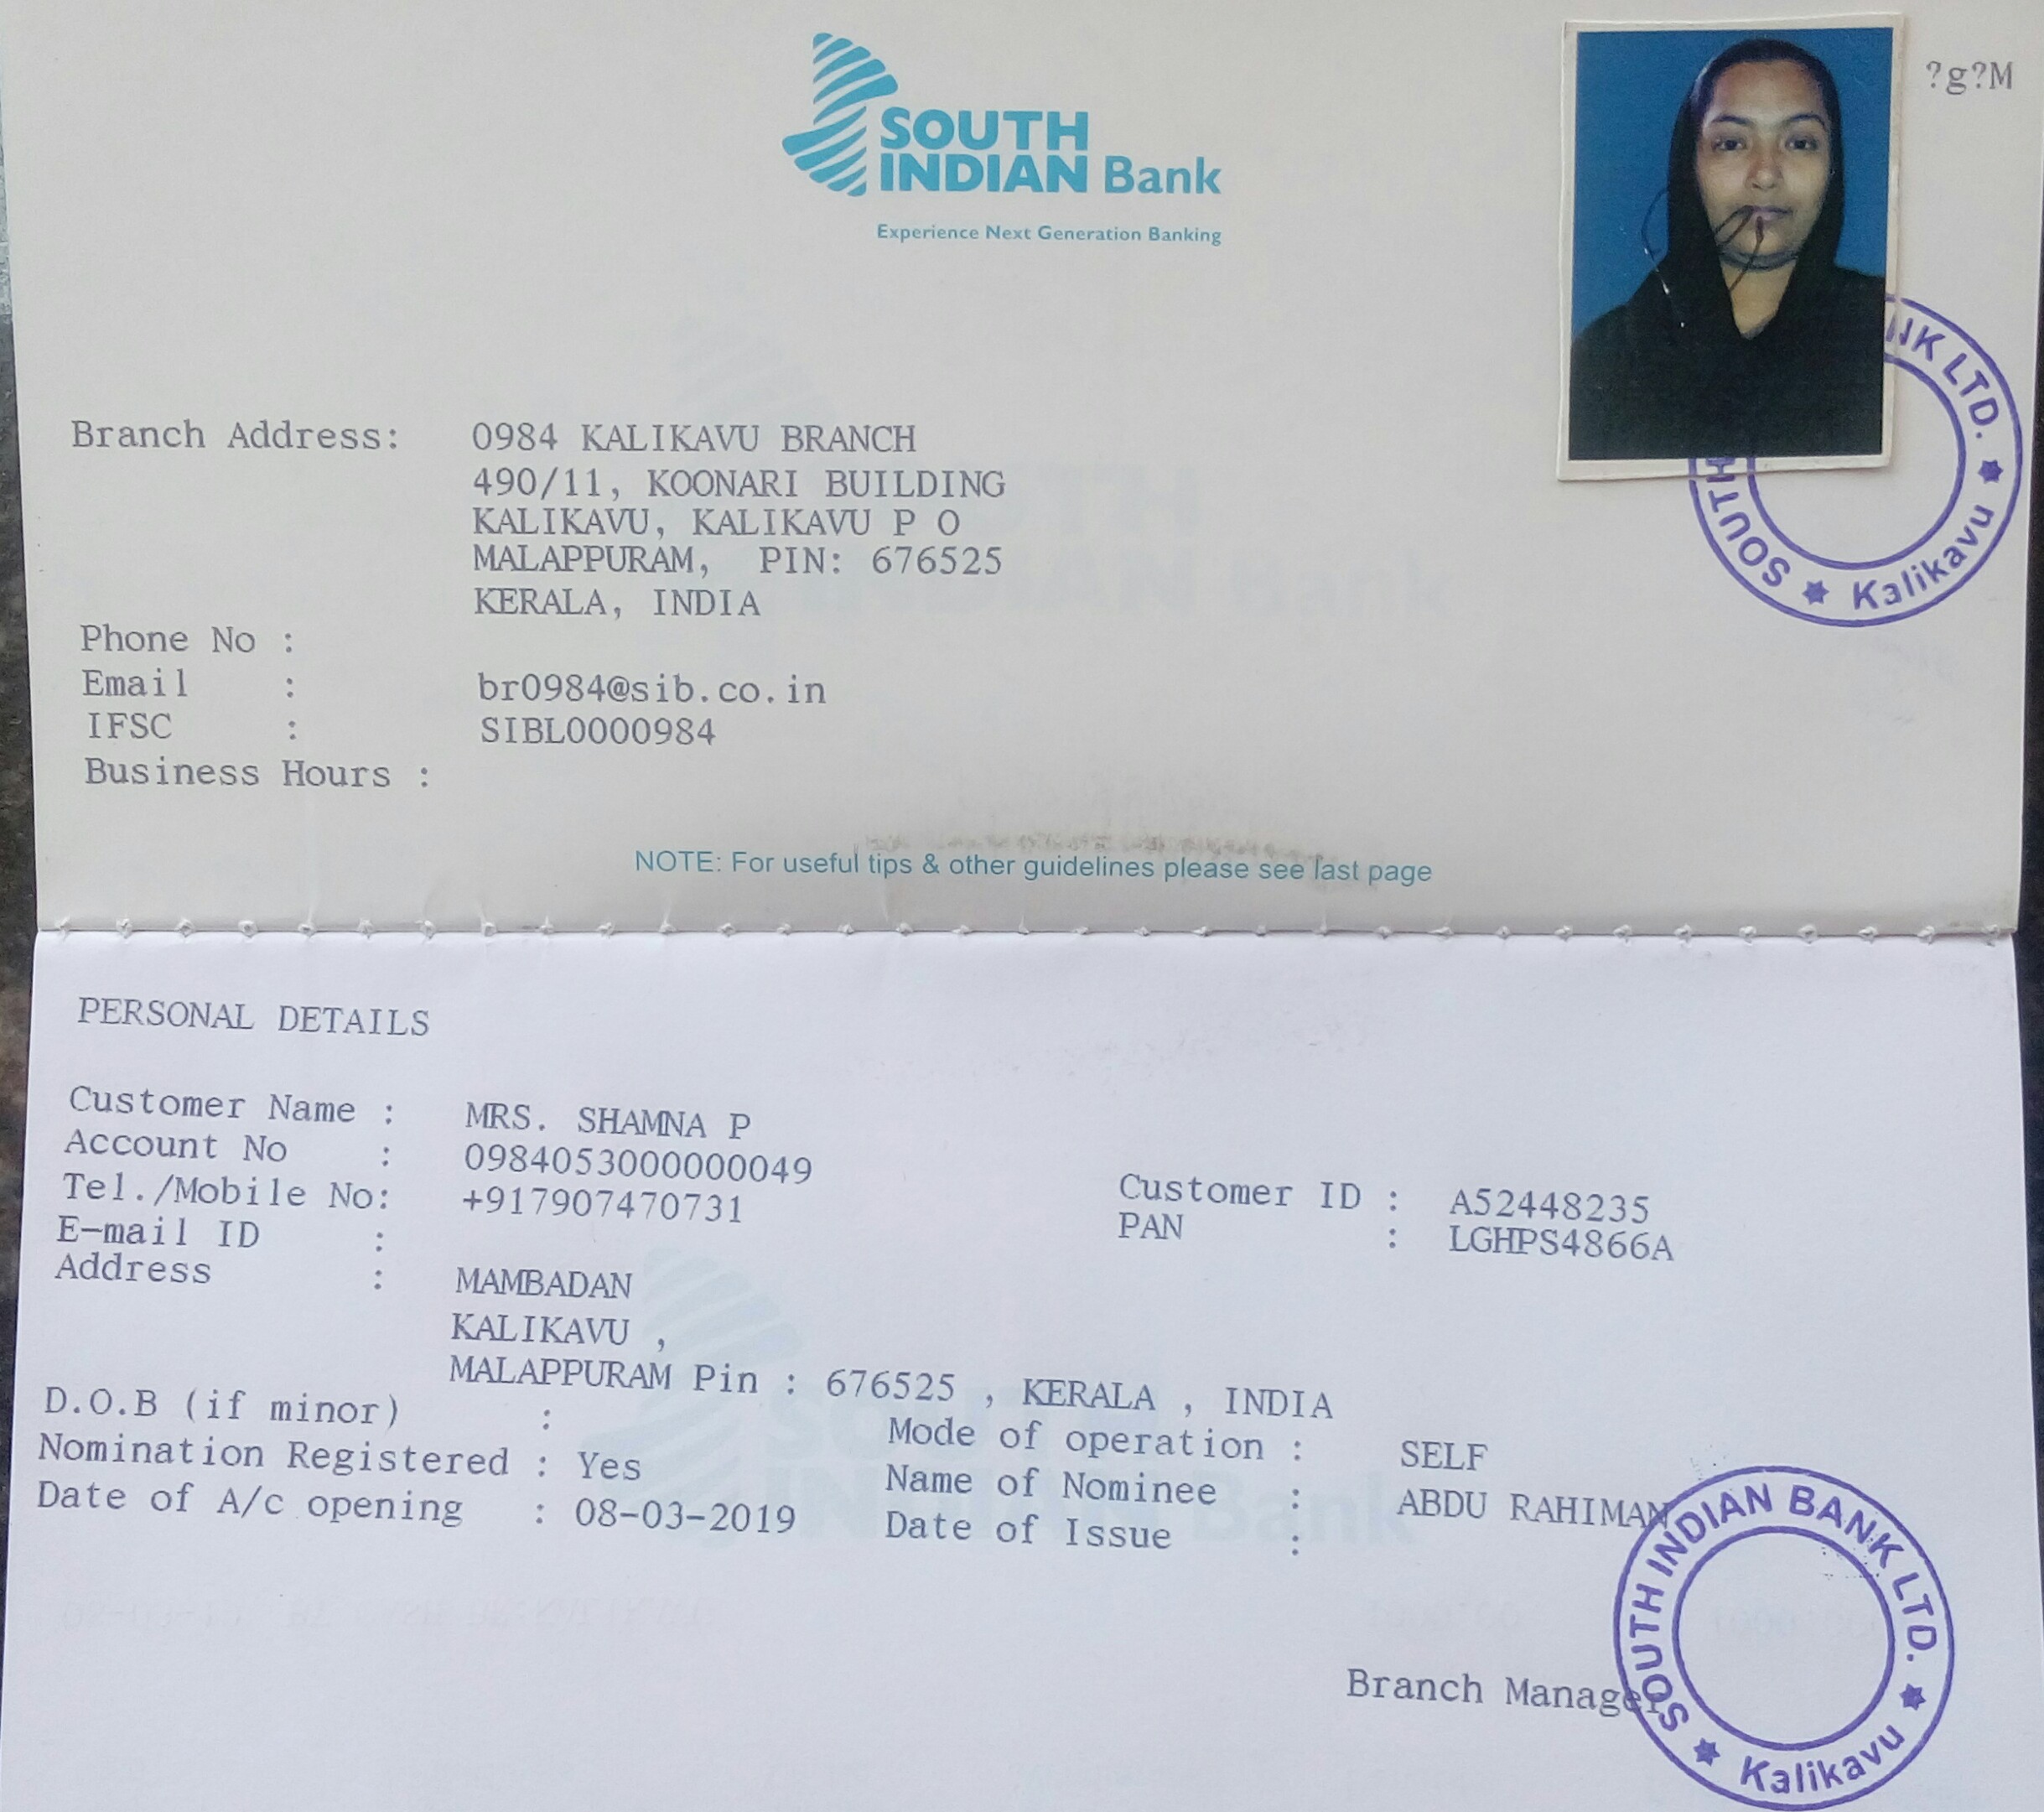 SOUTH
INDIAN Bank
Experience Next Generation Banking
?g?M
Branch Address: 0984 KALIKAVU BRANCH
490/11, KOONARI BUILDING
KALIKAVU, KALIKAVU P O
MALAPPURAM, PIN: 676525
KERALA, INDIA
Phone No :
Email : br0984@sib.co.in
IFSC : SIBL0000984
Business Hours :
SOUTH NK LTD. Kalikavu
NOTE: For useful tips & other guidelines please see last page
PERSONAL DETAILS
Customer Name : MRS. SHAMNA P
Account No : 0984053000000049
Tel./Mobile No: +917907470731 Customer ID : A52448235
E-mail ID : PAN : LGHPS4866A
Address : MAMBADAN
KALIKAVU ,
MALAPPURAM Pin : 676525 , KERALA , INDIA
D.O.B (if minor) : Mode of operation : SELF
Nomination Registered : Yes Name of Nominee : ABDU RAHIMAN
Date of A/c opening : 08-03-2019 Date of Issue :
Branch Manager
SOUTH INDIAN BANK LTD. Kalikavu